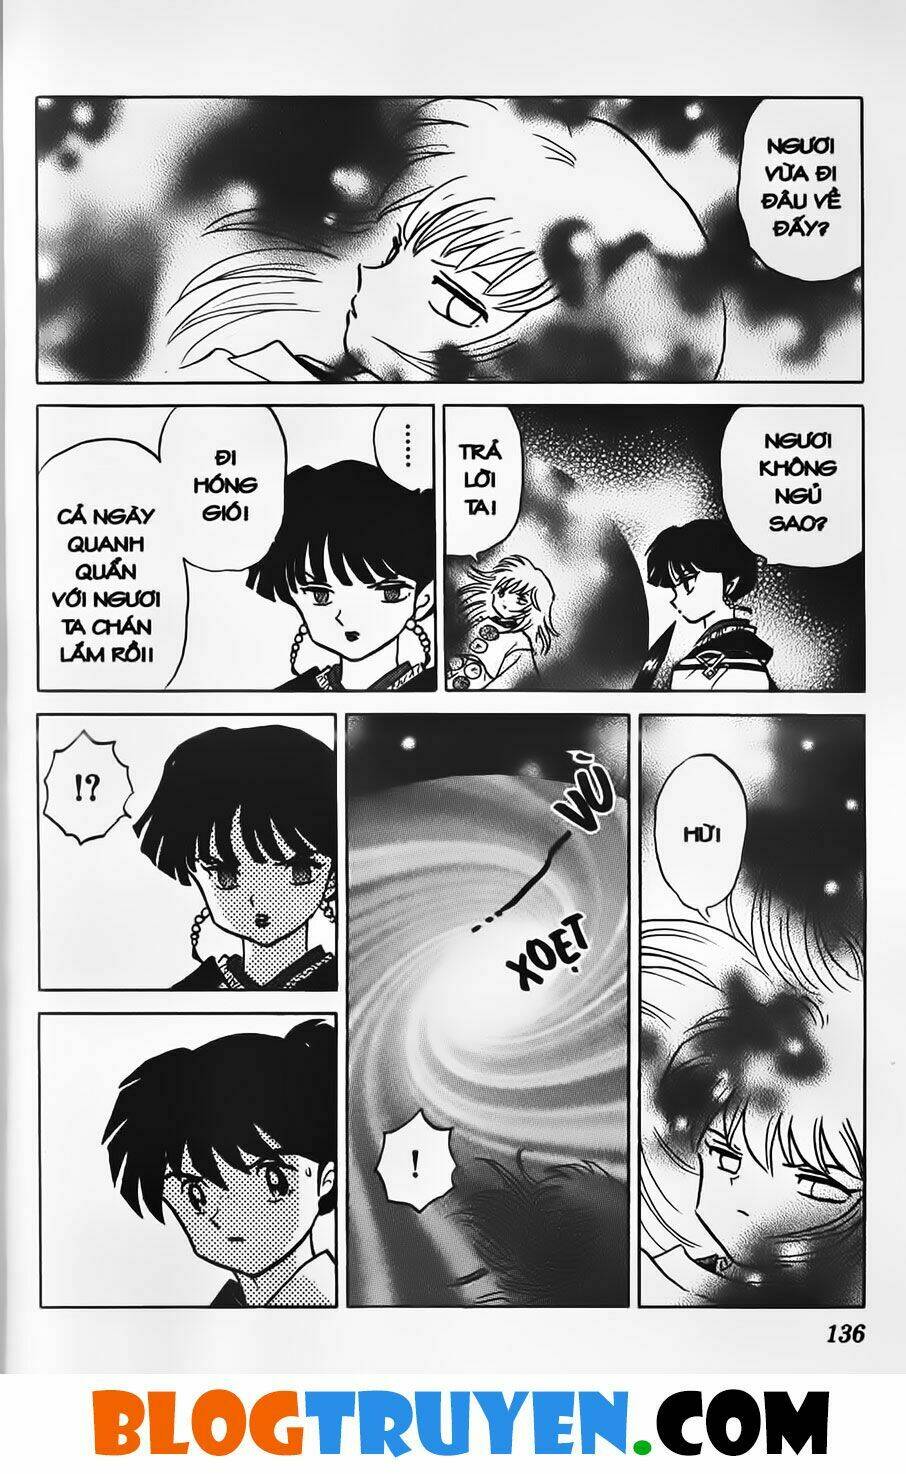 NGƯƠI
VỪA ĐI
ĐÂU VỀ
ĐẤY?
NGƯƠI
KHÔNG
NGỦ
SAO?
TRẢ
LỜI
TA!
......
ĐI
HÓNG
GIÓ!
CẢ NGÀY
QUANH
QUẨN
VỚI NGƯƠI
TA CHÁN
LẮM RỒI!
HỪ!
VÙ
XOẸT
!
!?
136
BLOGTRUYEN.COM